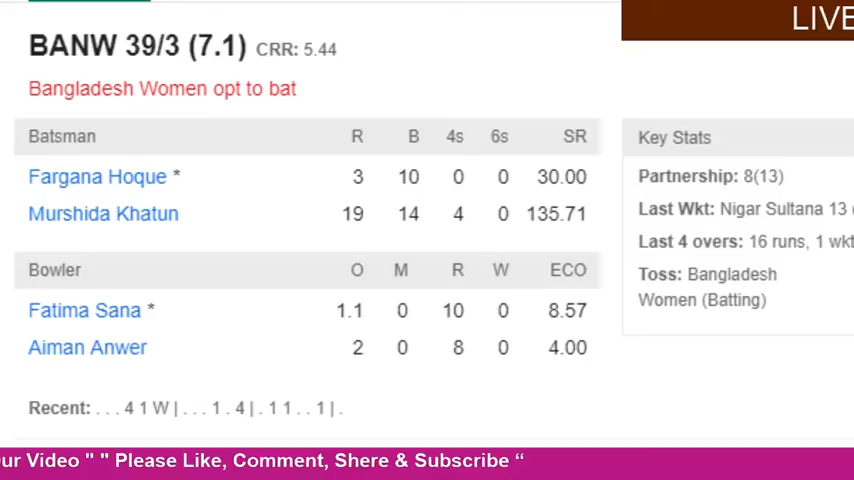 LIVE
BANW 39/3 (7.1) CRR: 5.44
Bangladesh Women opt to bat
Batsman R B 4s 6s SR
Fargana Hoque * 3 10 0 0 30.00
Murshida Khatun 19 14 4 0 135.71
Bowler O M R W ECO
Fatima Sana * 1.1 0 10 0 8.57
Aiman Anwer 2 0 8 0 4.00
Recent: . . . 4 1 W | . . . 1 . 4 | . 1 1 . . 1 | .
Key Stats
Partnership: 8(13)
Last Wkt: Nigar Sultana 13
Last 4 overs: 16 runs, 1 wkt
Toss: Bangladesh
Women (Batting)
ur Video " " Please Like, Comment, Shere & Subscribe “